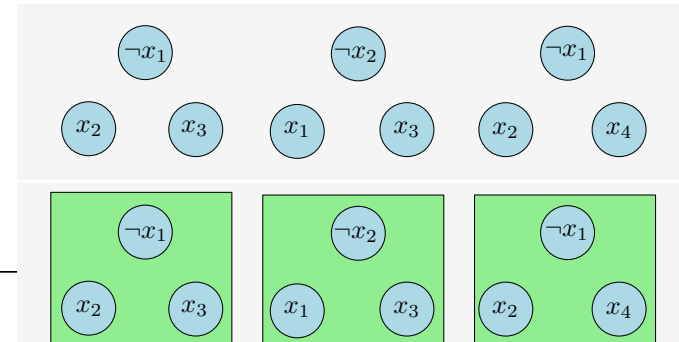 ¬x₁ ¬x₂ ¬x₁
x₂ x₃ x₁ x₃ x₂ x₄
¬x₁ ¬x₂ ¬x₁
x₂ x₃ x₁ x₃ x₂ x₄